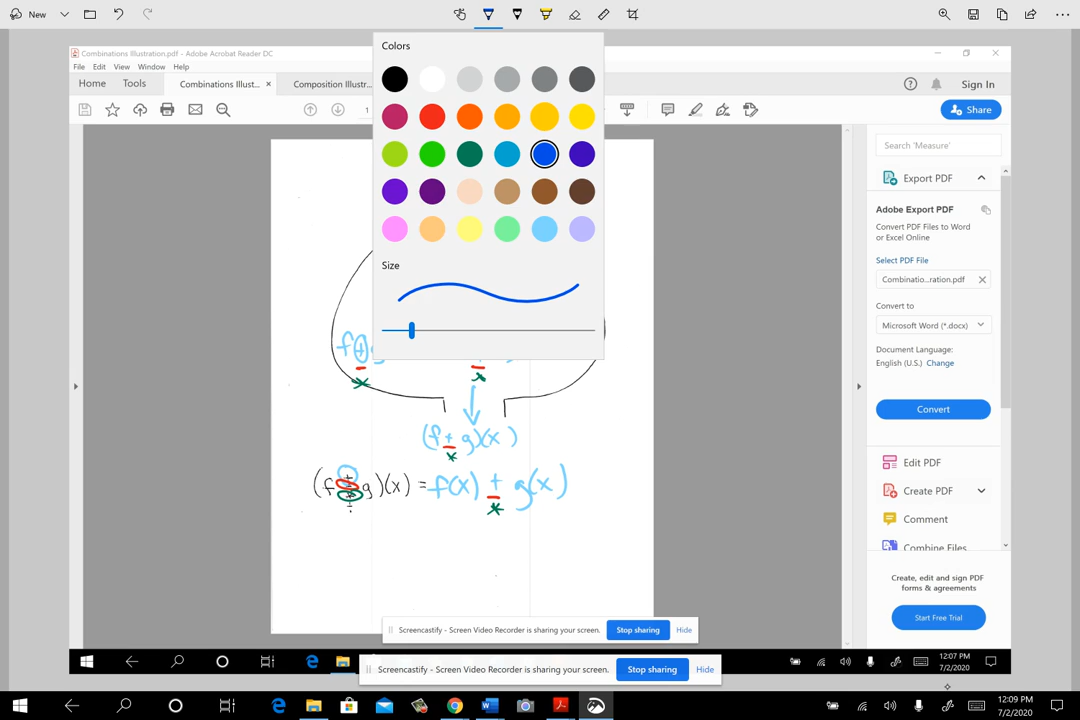 New
Colors
Combinations Illustration.pdf - Adobe Acrobat Reader DC
File Edit View Window Help
Home Tools Combinations Illust... × Composition Illustr...
Sign In
1
Share
Search 'Measure'
Export PDF
Adobe Export PDF
Convert PDF Files to Word
or Excel Online
Select PDF File
Combinatio...ration.pdf
Convert to
Microsoft Word (*.docx)
Document Language:
English (U.S.) Change
Convert
Edit PDF
Create PDF
Comment
Combine Files
Create, edit and sign PDF
forms & agreements
Start Free Trial
Size
f + g
(f + g)(x)
(f g)(x) = f(x) + g(x)
Screencastify - Screen Video Recorder is sharing your screen. Stop sharing Hide
Screencastify - Screen Video Recorder is sharing your screen. Stop sharing Hide
12:07 PM
7/2/2020
12:09 PM
7/2/2020